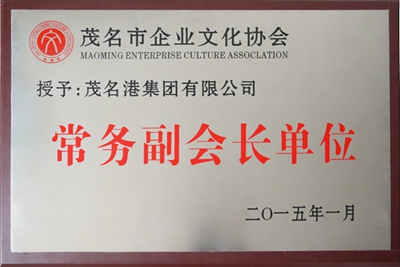 茂名市企业文化协会
MAOMING ENTERPRISE CULTURE ASSOCLATION
授予:茂名港集团有限公司
常务副会长单位
二〇一五年一月